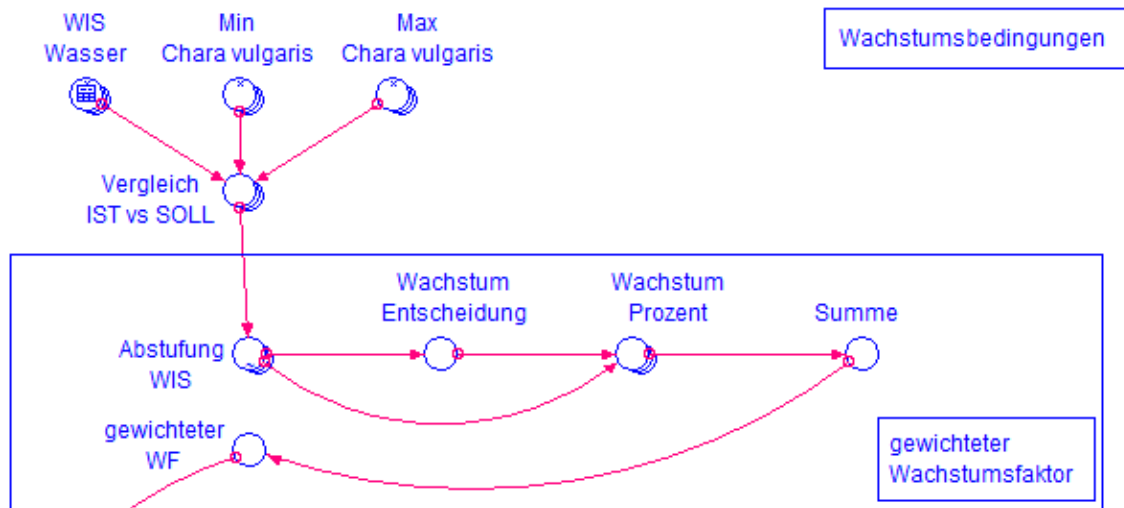 WIS
Wasser
Min
Chara vulgaris
Max
Chara vulgaris
Wachstumsbedingungen
Vergleich
IST vs SOLL
Wachstum
Entscheidung
Wachstum
Prozent
Summe
Abstufung
WIS
gewichteter
WF
gewichteter
Wachstumsfaktor